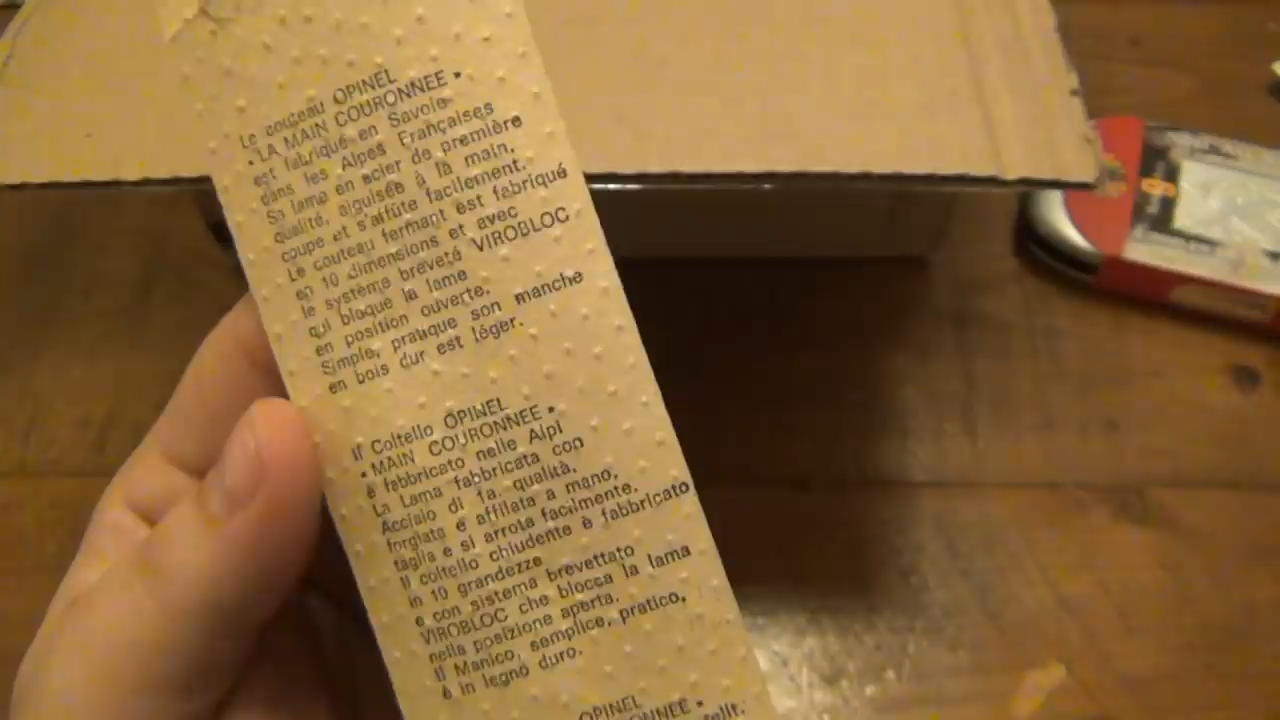 Le couteau OPINEL
• LA MAIN COURONNEE •
est fabriqué en Savoie
dans les Alpes Françaises
Sa lame en acier de première
qualité, aiguisée à la main,
coupe et s'affûte facilement.
Le couteau fermant est fabriqué
en 10 dimensions et avec
le système breveté VIROBLOC
qui bloque la lame
en position ouverte.
Simple, pratique son manche
en bois dur est léger.
Il Coltello OPINEL
• MAIN COURONNEE •
è fabbricato nelle Alpi
La Lama fabbricata con
Acciaio di 1a. qualità,
forgiata e affilata a mano,
taglia e si arrota facilmente.
Il coltello chiudente è fabbricato
in 10 grandezze
e con sistema brevettato
VIROBLOC che blocca la lama
nella posizione aperta.
Il Manico, semplice, pratico,
è in legno duro.
OPINEL